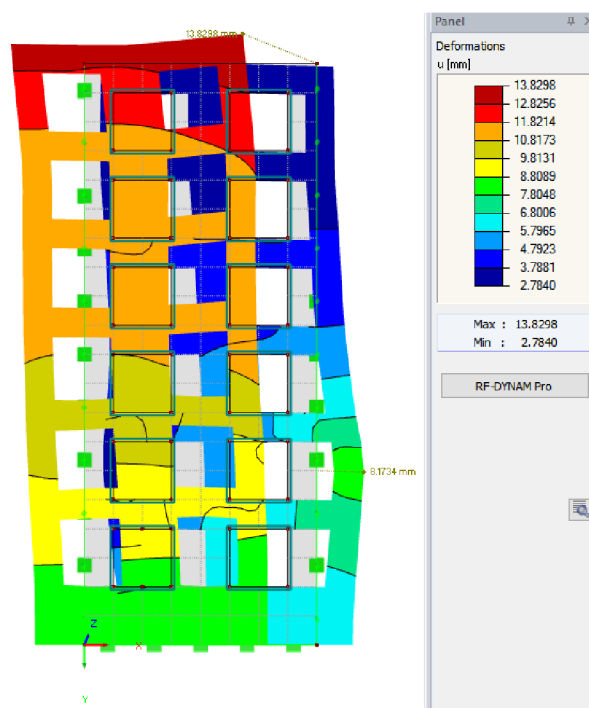 13.8298 mm
8.1734 mm
Z
X
Y
Panel
Deformations
u [mm]
13.8298
12.8256
11.8214
10.8173
9.8131
8.8089
7.8048
6.8006
5.7965
4.7923
3.7881
2.7840
Max : 13.8298
Min : 2.7840
RF-DYNAM Pro